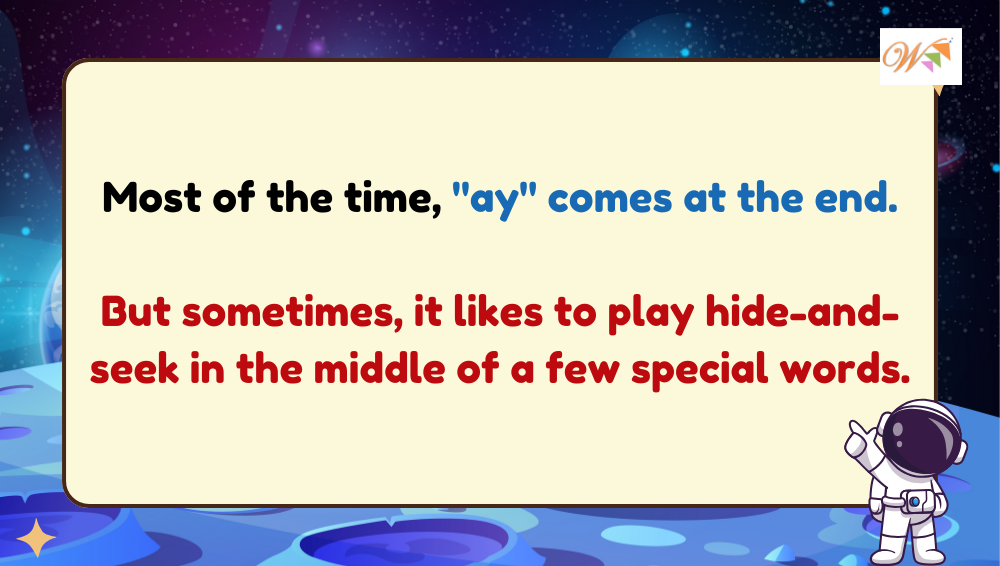 Most of the time, "ay" comes at the end.
But sometimes, it likes to play hide-and-
seek in the middle of a few special words.